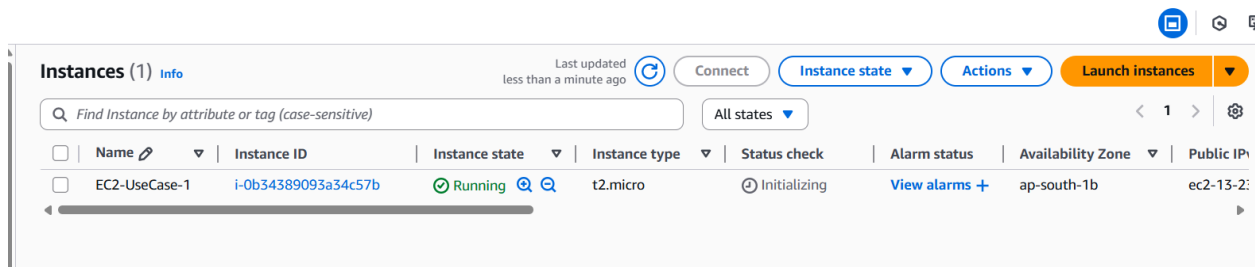 Instances (1) Info
Last updated
less than a minute ago
Connect
Instance state
Actions
Launch instances
Find Instance by attribute or tag (case-sensitive)
All states
1
Name
Instance ID
Instance state
Instance type
Status check
Alarm status
Availability Zone
Public IPv
EC2-UseCase-1
i-0b34389093a34c57b
Running
t2.micro
Initializing
View alarms +
ap-south-1b
ec2-13-23